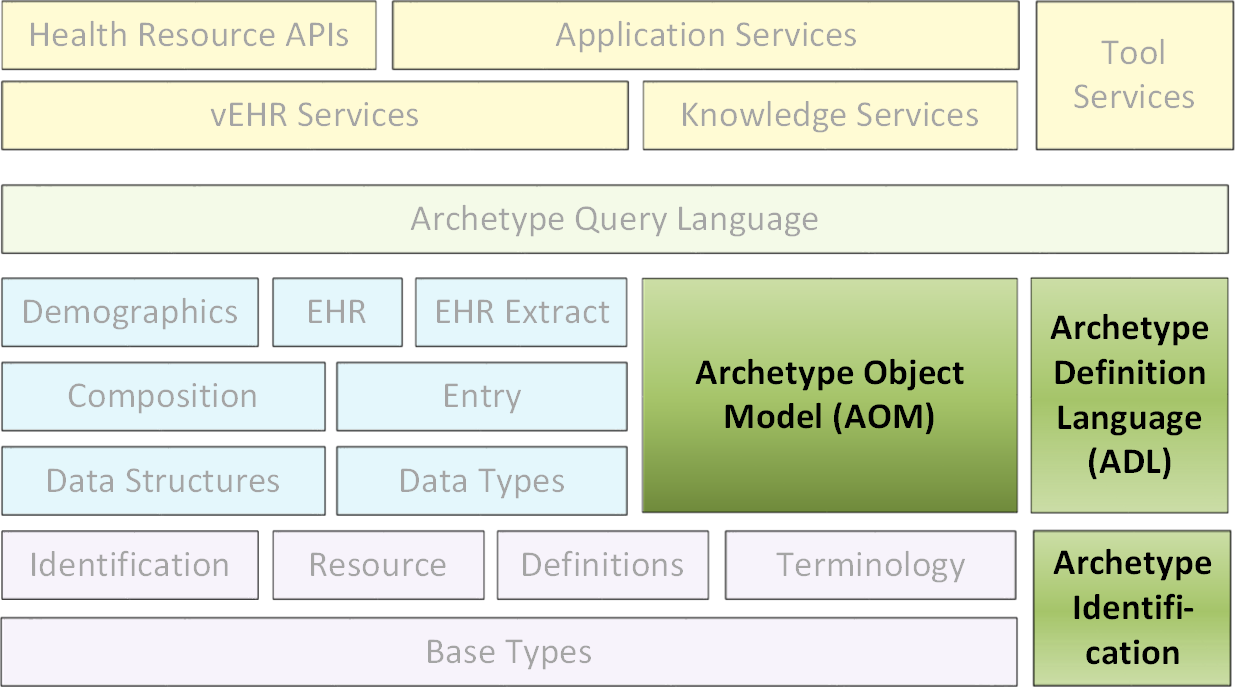 Health Resource APIs
Application Services
Tool
Services
vEHR Services
Knowledge Services
Archetype Query Language
Demographics
EHR
EHR Extract
Archetype Object
Model (AOM)
Archetype
Definition
Language
(ADL)
Composition
Entry
Data Structures
Data Types
Identification
Resource
Definitions
Terminology
Archetype
Identifi-
cation
Base Types